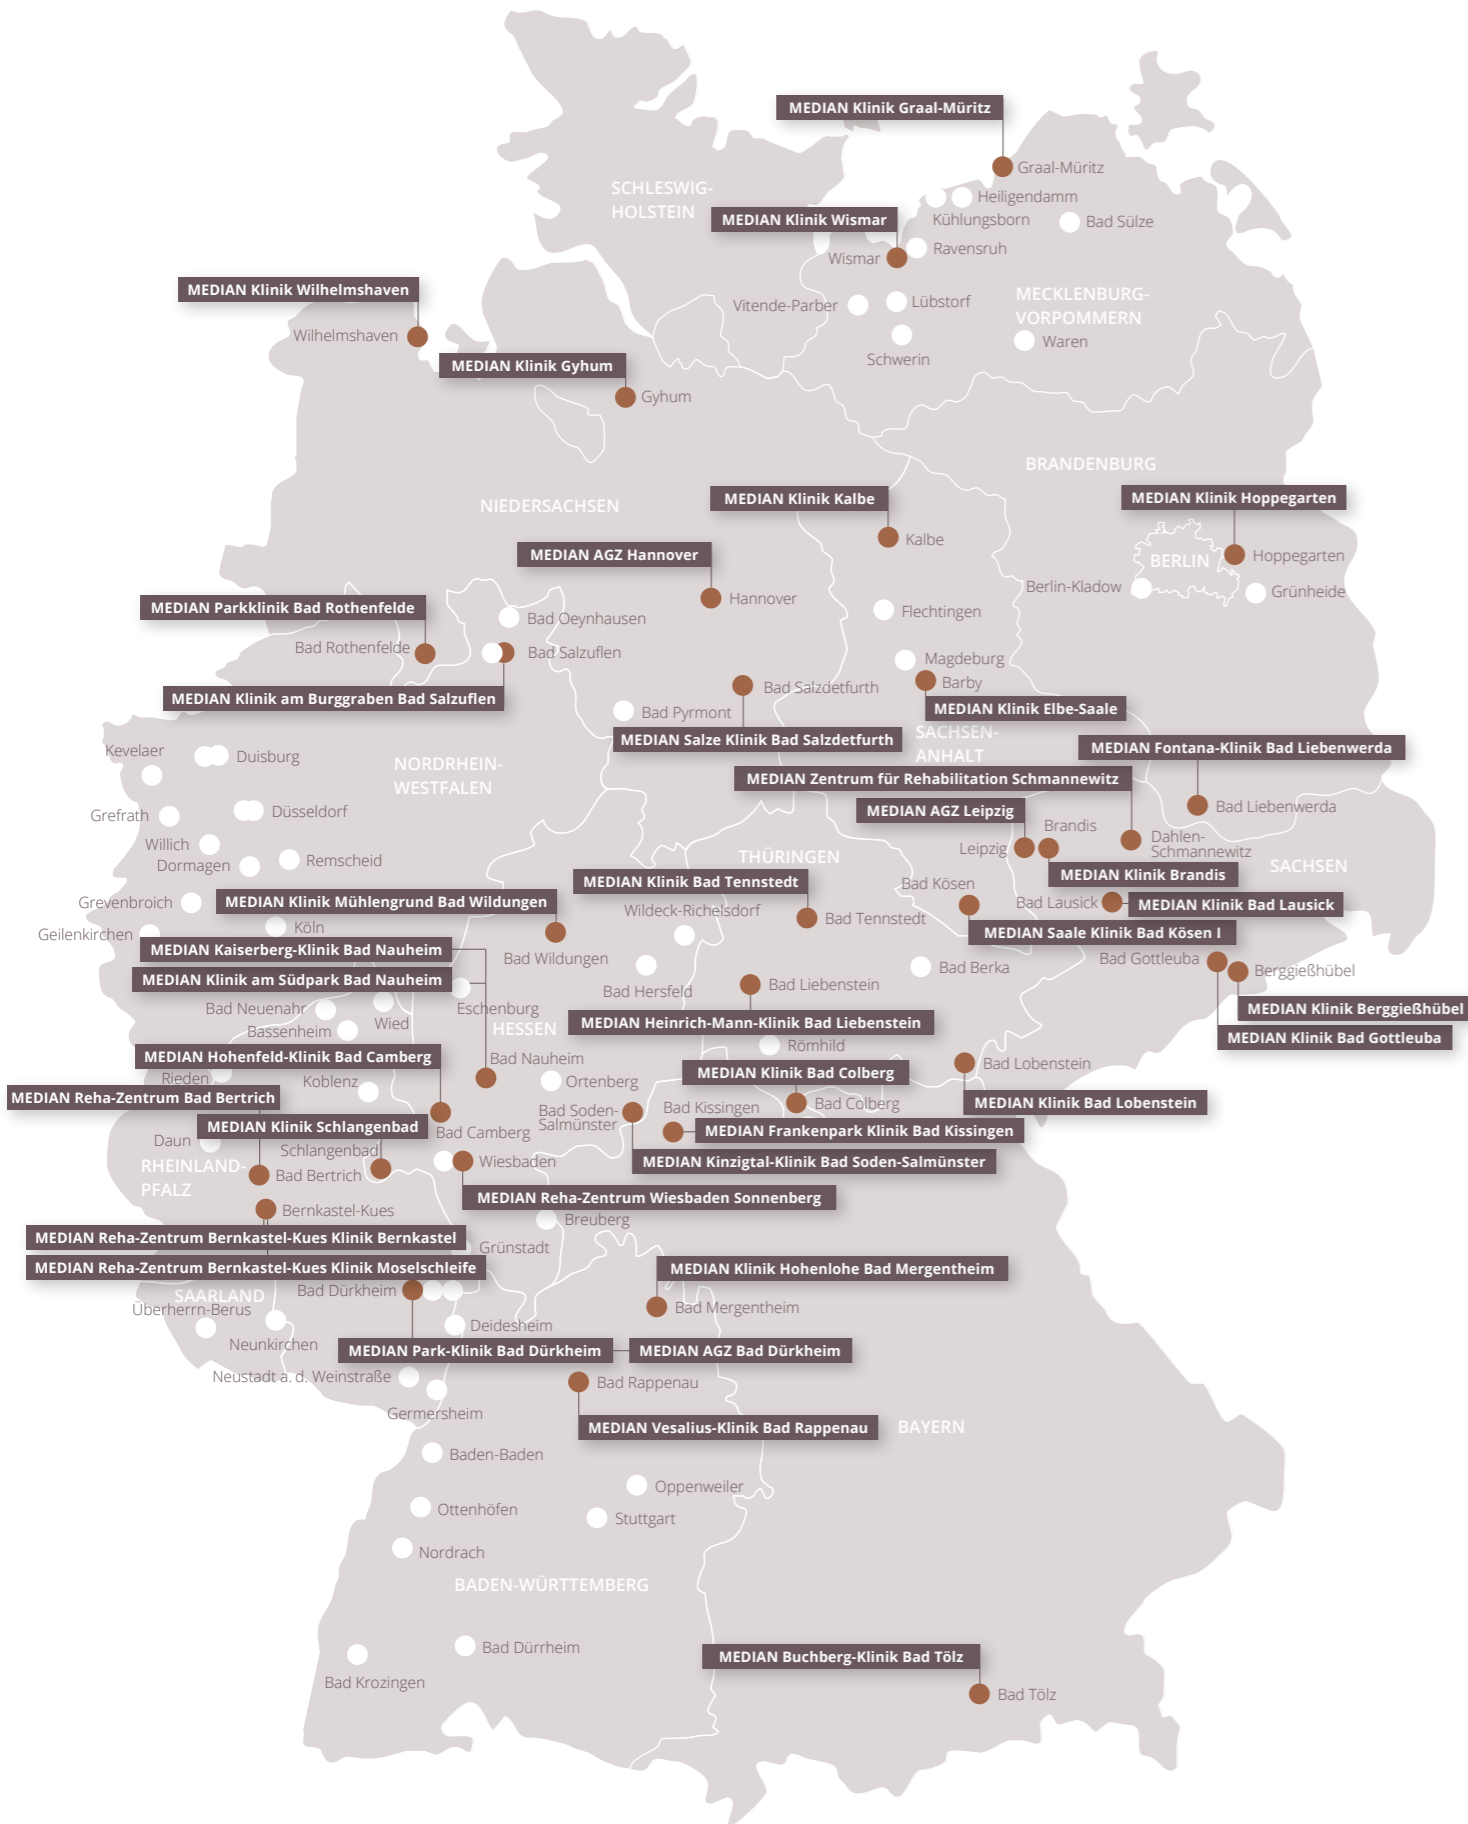 MEDIAN Klinik Graal-Müritz
Graal-Müritz
SCHLESWIG-
HOLSTEIN
Heiligendamm
Kühlungsborn
Bad Sülze
MEDIAN Klinik Wismar
Ravensruh
Wismar
MEDIAN Klinik Wilhelmshaven
MECKLENBURG-
VORPOMMERN
Vitende-Parber
Lübstorf
Wilhelmshaven
Waren
Schwerin
MEDIAN Klinik Gyhum
Gyhum
BRANDENBURG
NIEDERSACHSEN
MEDIAN Klinik Kalbe
MEDIAN Klinik Hoppegarten
Kalbe
MEDIAN AGZ Hannover
BERLIN
Hoppegarten
Berlin-Kladow
Grünheide
Hannover
MEDIAN Parkklinik Bad Rothenfelde
Flechtingen
Bad Oeynhausen
Bad Rothenfelde
Bad Salzuflen
Magdeburg
Barby
Bad Salzdetfurth
MEDIAN Klinik am Burggraben Bad Salzuflen
MEDIAN Klinik Elbe-Saale
Bad Pyrmont
SACHSEN-
ANHALT
MEDIAN Salze Klinik Bad Salzdetfurth
MEDIAN Fontana-Klinik Bad Liebenwerda
Kevelaer
Duisburg
NORDRHEIN-
WESTFALEN
MEDIAN Zentrum für Rehabilitation Schmannewitz
Bad Liebenwerda
Grefrath
Düsseldorf
MEDIAN AGZ Leipzig
Brandis
Willich
Leipzig
Dahlen-
Schmannewitz
Dormagen
Remscheid
THÜRINGEN
SACHSEN
MEDIAN Klinik Brandis
MEDIAN Klinik Bad Tennstedt
Bad Kösen
Grevenbroich
MEDIAN Klinik Mühlengrund Bad Wildungen
Wildeck-Richelsdorf
Bad Tennstedt
Bad Lausick
MEDIAN Klinik Bad Lausick
Geilenkirchen
Köln
MEDIAN Saale Klinik Bad Kösen I
MEDIAN Kaiserberg-Klinik Bad Nauheim
Bad Wildungen
Bad Gottleuba
MEDIAN Klinik am Südpark Bad Nauheim
Bad Berka
Berggießhübel
Bad Hersfeld
Bad Liebenstein
Bad Neuenahr
Eschenburg
MEDIAN Klinik Berggießhübel
Bassenheim
Wied
HESSEN
MEDIAN Heinrich-Mann-Klinik Bad Liebenstein
MEDIAN Klinik Bad Gottleuba
MEDIAN Hohenfeld-Klinik Bad Camberg
Bad Nauheim
Römhild
Bad Lobenstein
Rieden
Koblenz
Ortenberg
MEDIAN Klinik Bad Colberg
MEDIAN Reha-Zentrum Bad Bertrich
Bad Soden-
Salmünster
Bad Kissingen
Bad Colberg
MEDIAN Klinik Bad Lobenstein
MEDIAN Klinik Schlangenbad
Bad Camberg
MEDIAN Frankenpark Klinik Bad Kissingen
Daun
Schlangenbad
RHEINLAND-
PFALZ
Wiesbaden
MEDIAN Kinzigtal-Klinik Bad Soden-Salmünster
Bad Bertrich
MEDIAN Reha-Zentrum Wiesbaden Sonnenberg
Bernkastel-Kues
Breuberg
MEDIAN Reha-Zentrum Bernkastel-Kues Klinik Bernkastel
Grünstadt
MEDIAN Reha-Zentrum Bernkastel-Kues Klinik Moselschleife
MEDIAN Klinik Hohenlohe Bad Mergentheim
SAARLAND
Bad Dürkheim
Überherrn-Berus
Bad Mergentheim
Deidesheim
Neunkirchen
MEDIAN Park-Klinik Bad Dürkheim
MEDIAN AGZ Bad Dürkheim
Neustadt a. d. Weinstraße
Bad Rappenau
Germersheim
MEDIAN Vesalius-Klinik Bad Rappenau
BAYERN
Baden-Baden
Oppenweiler
Ottenhöfen
Stuttgart
Nordrach
BADEN-WÜRTTEMBERG
Bad Dürrheim
MEDIAN Buchberg-Klinik Bad Tölz
Bad Krozingen
Bad Tölz